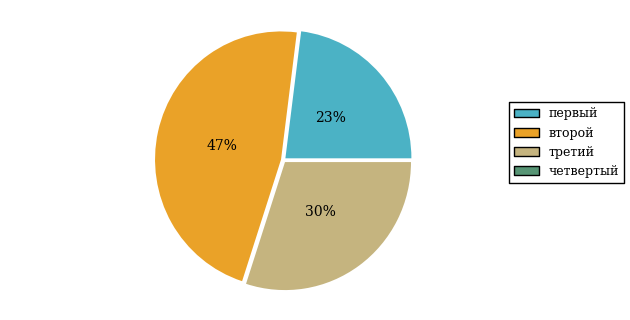 23%
47%
30%
первый
второй
третий
четвертый